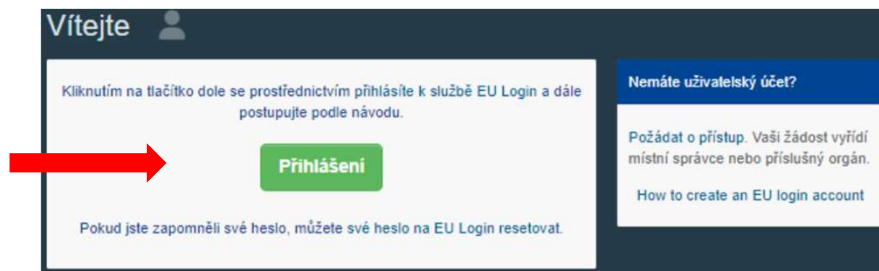 Vítejte
Kliknutím na tlačítko dole se prostřednictvím přihlásíte k službě EU Login a dále
postupujte podle návodu.
Přihlášení
Pokud jste zapomněli své heslo, můžete své heslo na EU Login resetovat.
Nemáte uživatelský účet?
Požádat o přístup. Vaši žádost vyřídí
místní správce nebo příslušný orgán.
How to create an EU login account